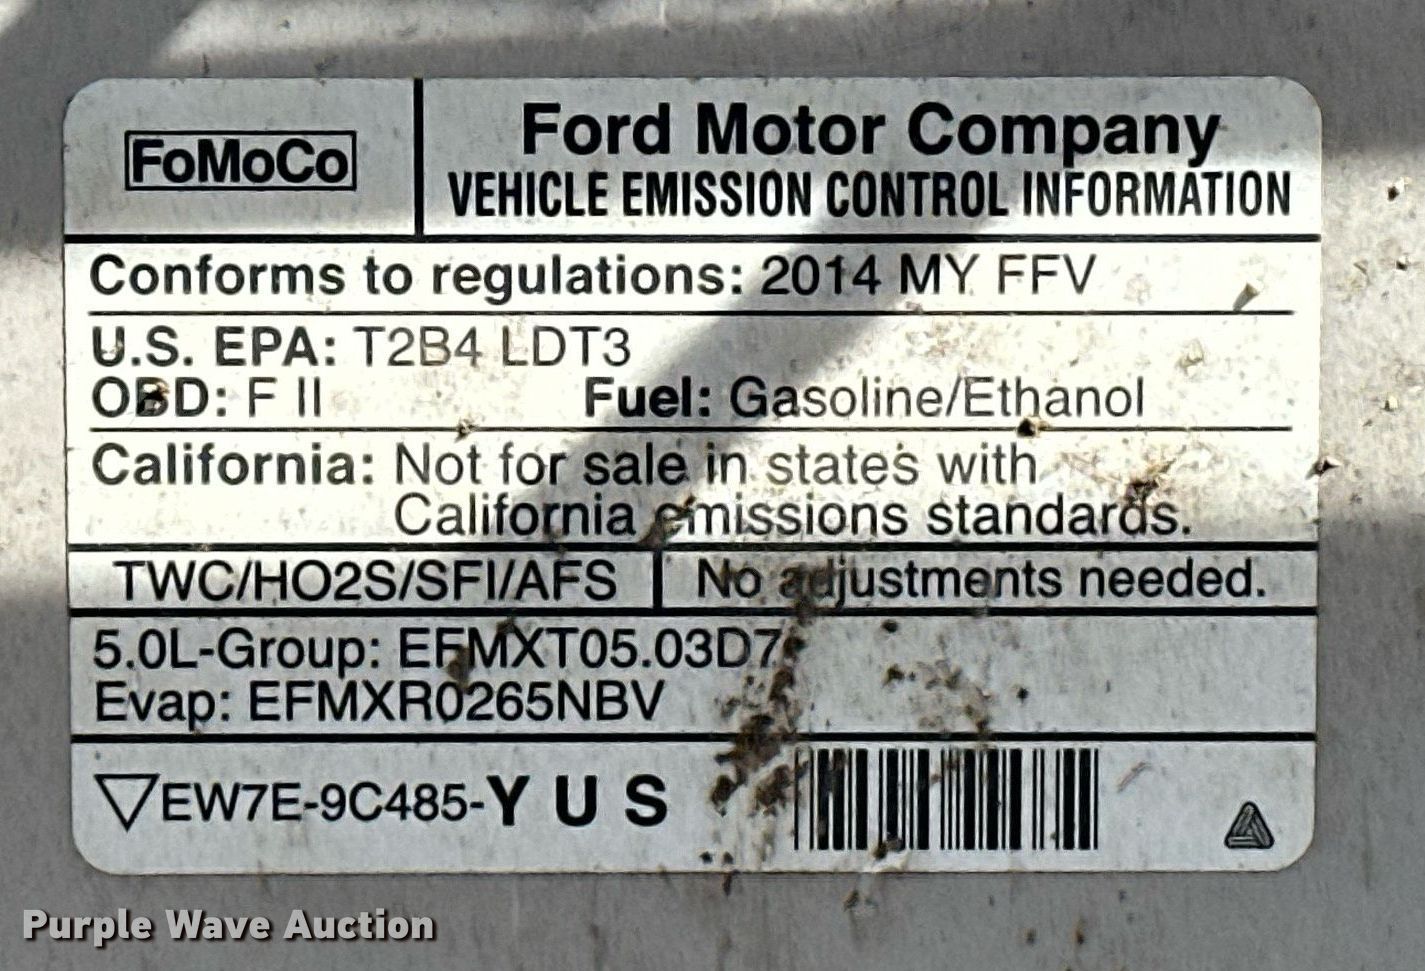 FoMoCo
Ford Motor Company
VEHICLE EMISSION CONTROL INFORMATION
Conforms to regulations: 2014 MY FFV
U.S. EPA: T2B4 LDT3
OBD: F II Fuel: Gasoline/Ethanol
California: Not for sale in states with
California emissions standards.
TWC/HO2S/SFI/AFS No adjustments needed.
5.0L-Group: EFMXT05.03D7
Evap: EFMXR0265NBV
EW7E-9C485-Y U S
Purple Wave Auction